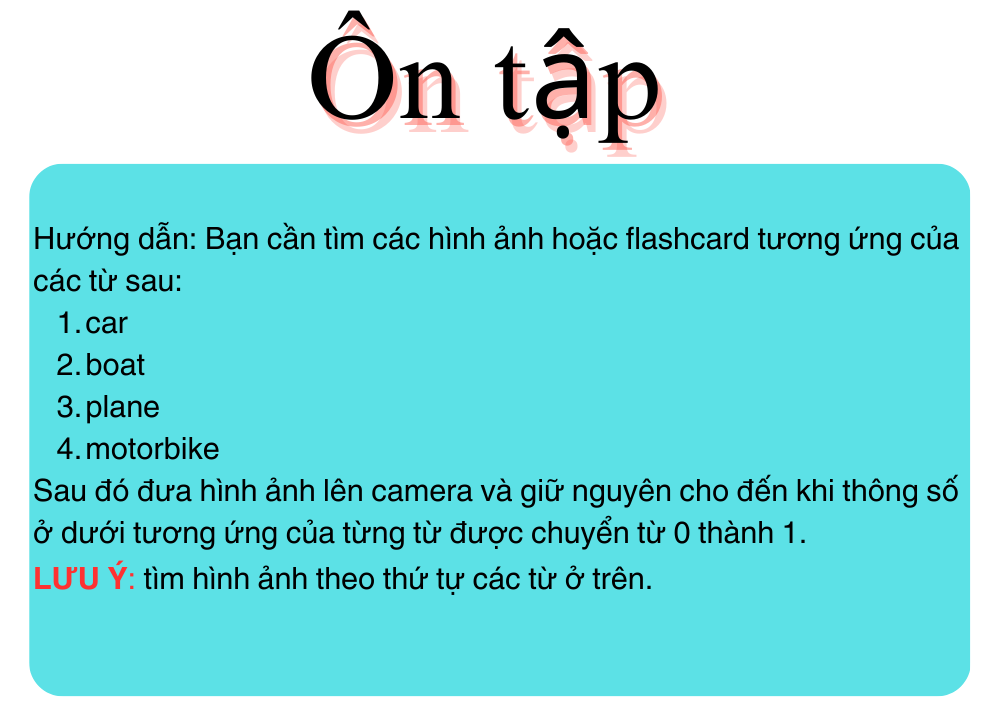 Ôn tập
Hướng dẫn: Bạn cần tìm các hình ảnh hoặc flashcard tương ứng của
các từ sau:
1. car
2. boat
3. plane
4. motorbike
Sau đó đưa hình ảnh lên camera và giữ nguyên cho đến khi thông số
ở dưới tương ứng của từng từ được chuyển từ 0 thành 1.
LƯU Ý: tìm hình ảnh theo thứ tự các từ ở trên.